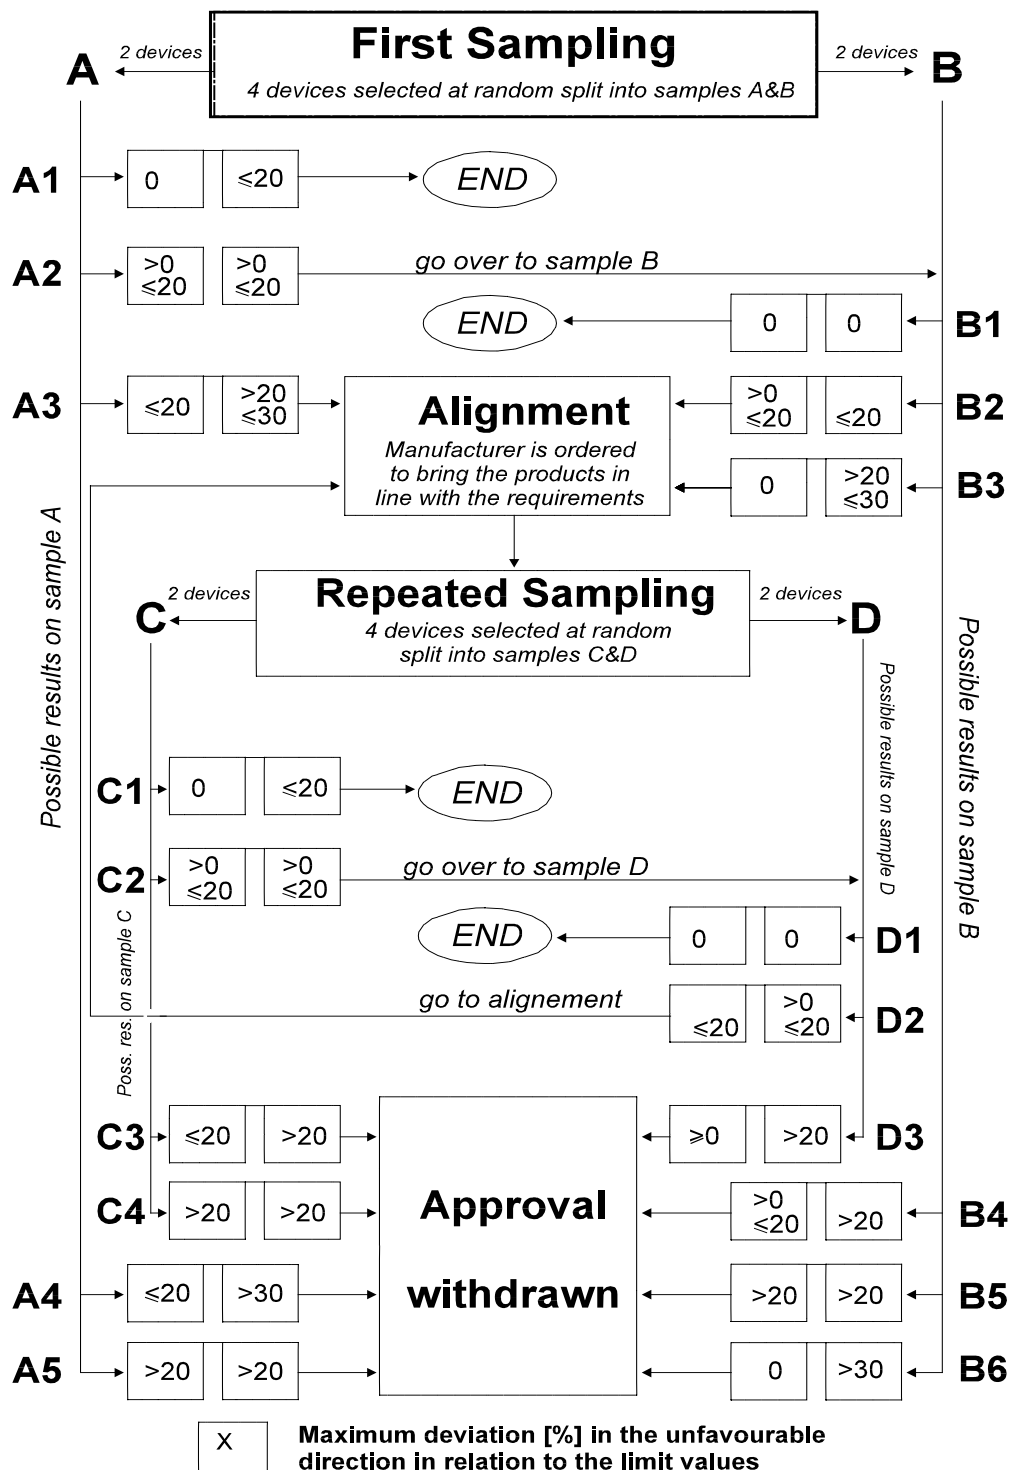 First Sampling
4 devices selected at random split into samples A&B
A
2 devices
2 devices
B
A1
0
≤20
END
A2
>0
≤20
>0
≤20
go over to sample B
END
0
0
B1
A3
≤20
>20
≤30
Alignment
Manufacturer is ordered
to bring the products in
line with the requirements
>0
≤20
≤20
B2
0
>20
≤30
B3
Possible results on sample A
Repeated Sampling
4 devices selected at random
split into samples C&D
C
2 devices
2 devices
D
Possible results on sample D
Possible results on sample B
C1
0
≤20
END
C2
>0
≤20
>0
≤20
go over to sample D
Poss. res. on sample C
END
0
0
D1
go to alignement
≤20
>0
≤20
D2
C3
≤20
>20
Approval
withdrawn
≥0
>20
D3
C4
>20
>20
>0
≤20
>20
B4
A4
≤20
>30
>20
>20
B5
A5
>20
>20
0
>30
B6
X
Maximum deviation [%] in the unfavourable
direction in relation to the limit values